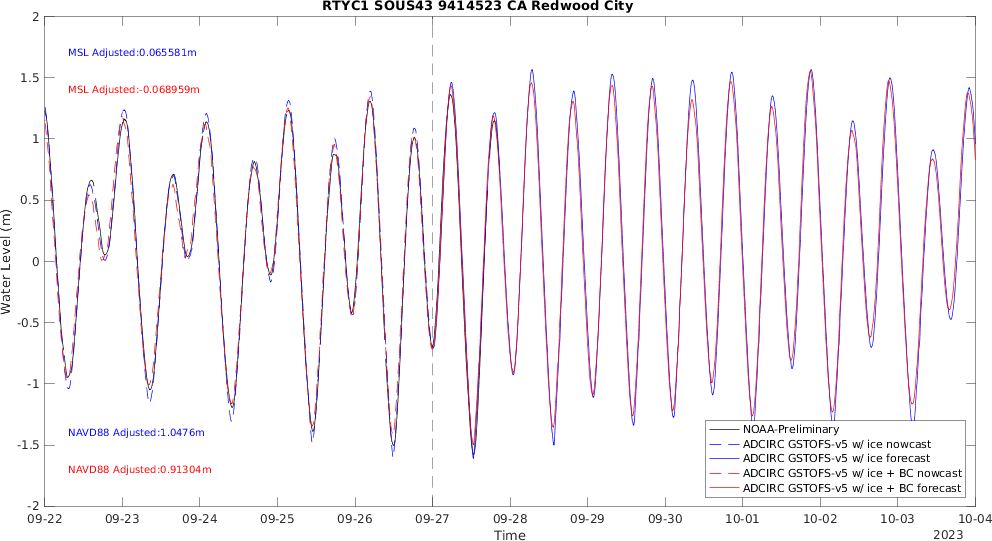 RTYC1 SOUS43 9414523 CA Redwood City
2
1.5
1
0.5
0
-0.5
-1
-1.5
-2
Water Level (m)
MSL Adjusted:0.065581m
MSL Adjusted:-0.068959m
NAVD88 Adjusted:1.0476m
NAVD88 Adjusted:0.91304m
NOAA-Preliminary
ADCIRC GSTOFS-v5 w/ ice nowcast
ADCIRC GSTOFS-v5 w/ ice forecast
ADCIRC GSTOFS-v5 w/ ice + BC nowcast
ADCIRC GSTOFS-v5 w/ ice + BC forecast
09-22 09-23 09-24 09-25 09-26 09-27 09-28 09-29 09-30 10-01 10-02 10-03 10-04
Time
2023